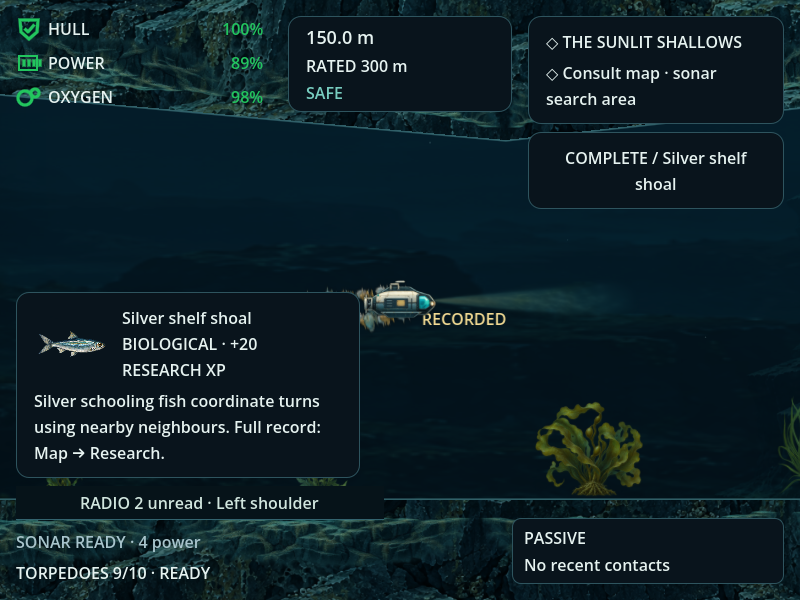 HULL 100%
POWER 89%
OXYGEN 98%
150.0 m
RATED 300 m
SAFE
◇ THE SUNLIT SHALLOWS
◇ Consult map · sonar
search area
COMPLETE / Silver shelf
shoal
RECORDED
Silver shelf shoal
BIOLOGICAL · +20
RESEARCH XP
Silver schooling fish coordinate turns
using nearby neighbours. Full record:
Map → Research.
RADIO 2 unread · Left shoulder
SONAR READY · 4 power
TORPEDOES 9/10 · READY
PASSIVE
No recent contacts